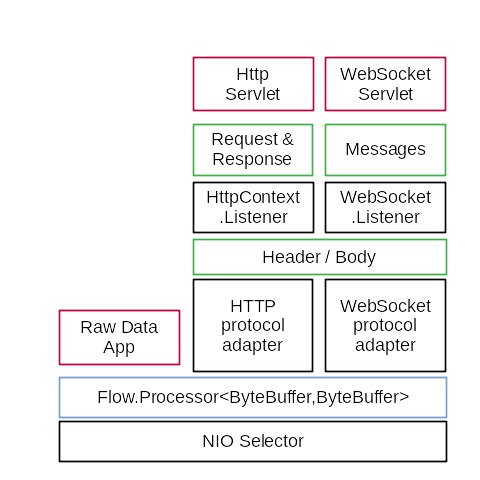 Http
Servlet
WebSocket
Servlet
Request &
Response
Messages
HttpContext
.Listener
WebSocket
.Listener
Header / Body
Raw Data
App
HTTP
protocol
adapter
WebSocket
protocol
adapter
Flow.Processor<ByteBuffer,ByteBuffer>
NIO Selector